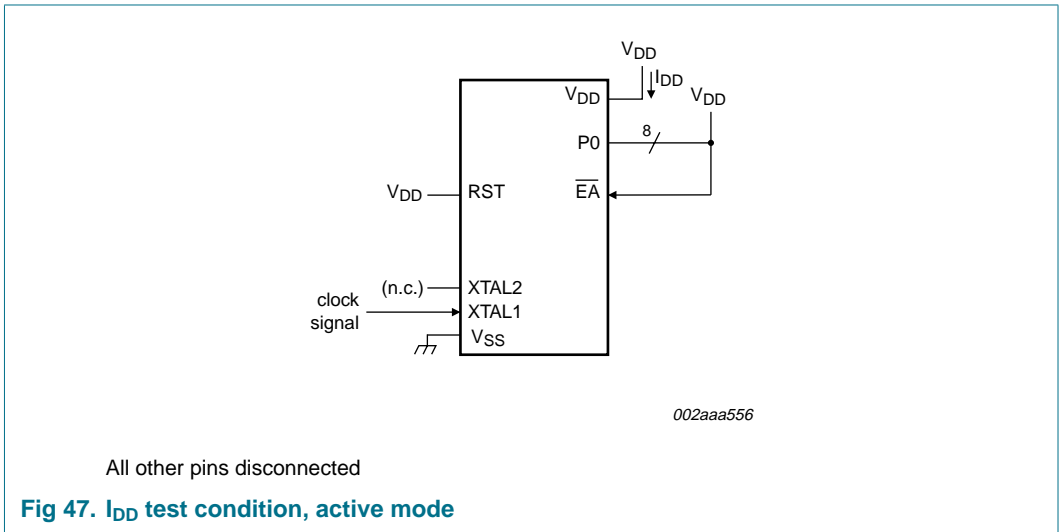 VDD
IDD
VDD
VDD
P0
8
VDD
RST
EA
(n.c.)
XTAL2
clock
signal
XTAL1
VSS
002aaa556
All other pins disconnected
Fig 47. IDD test condition, active mode